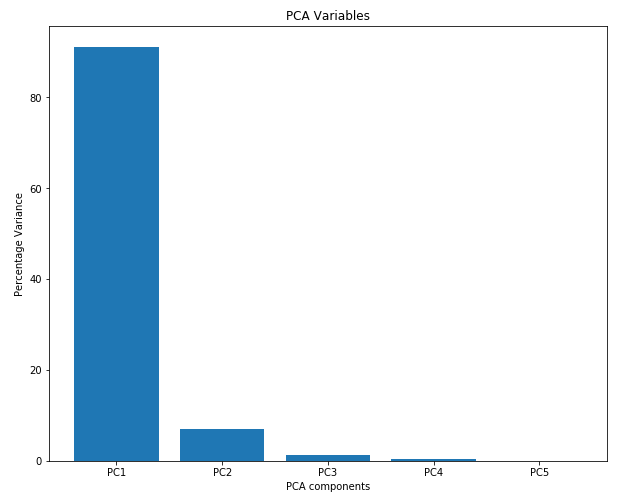 PCA Variables
Percentage Variance
80
60
40
20
0
PC1 PC2 PC3 PC4 PC5
PCA components